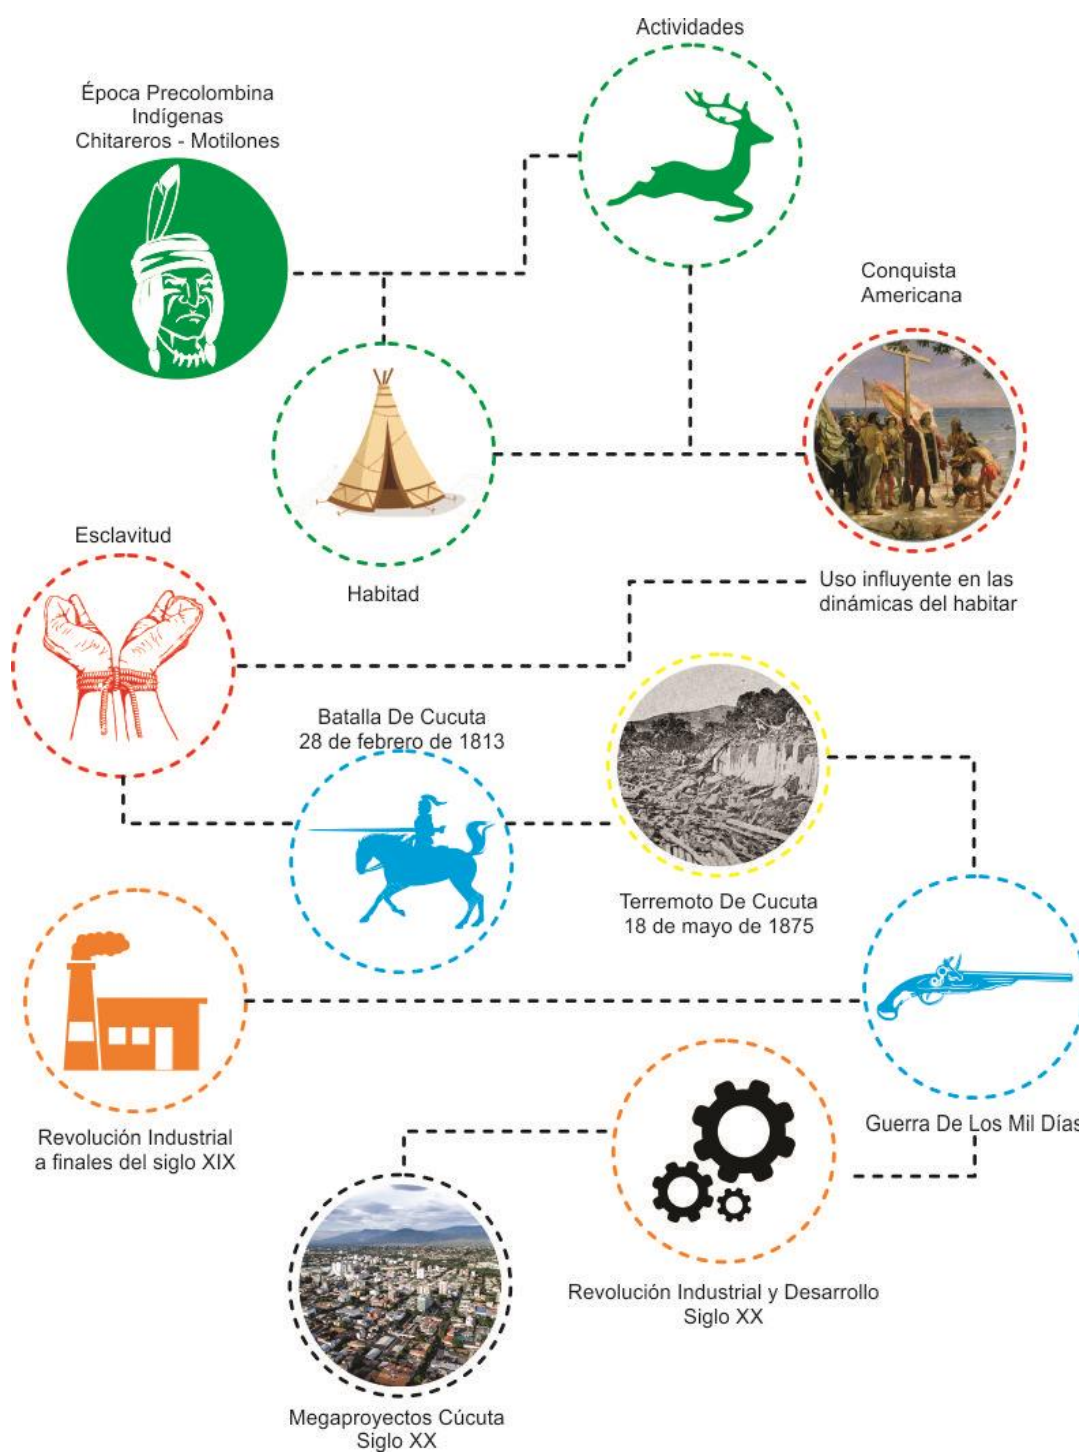 Actividades
Época Precolombina
Indígenas
Chitareros - Motilones
Conquista
Americana
Esclavitud
Habitad
Uso influyente en las
dinámicas del habitar
Batalla De Cucuta
28 de febrero de 1813
Terremoto De Cucuta
18 de mayo de 1875
Guerra De Los Mil Días
Revolución Industrial
a finales del siglo XIX
Revolución Industrial y Desarrollo
Siglo XX
Megaproyectos Cúcuta
Siglo XX